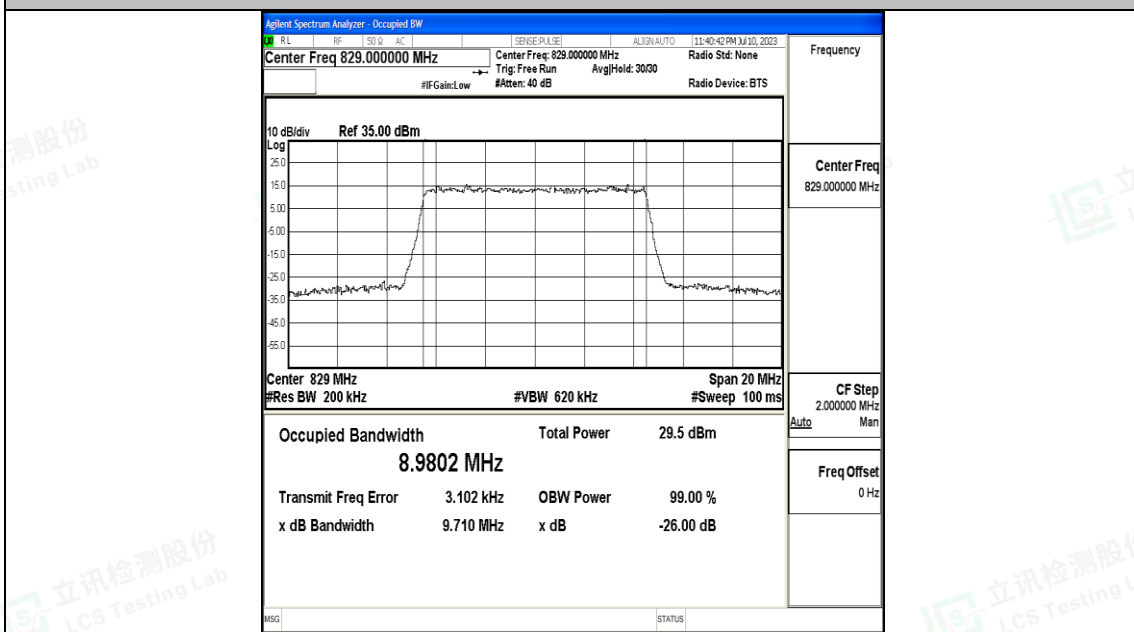 Agilent Spectrum Analyzer - Occupied BW
RL RF 50 Ω AC SENSE:PULSE ALIGN AUTO 11:40:42 PM Jul 10, 2023
Center Freq 829.000000 MHz
Center Freq: 829.000000 MHz
Radio Std: None
Trig: Free Run Avg|Hold: 30/30
#IFGain:Low
#Atten: 40 dB
Radio Device: BTS
10 dB/div Ref 35.00 dBm
Log
25.0
15.0
5.00
-5.00
-15.0
-25.0
-35.0
-45.0
-55.0
Center 829 MHz Span 20 MHz
#Res BW 200 kHz #VBW 620 kHz #Sweep 100 ms
Occupied Bandwidth Total Power 29.5 dBm
8.9802 MHz
Transmit Freq Error 3.102 kHz OBW Power 99.00 %
x dB Bandwidth 9.710 MHz x dB -26.00 dB
MSG STATUS
Frequency
Center Freq
829.000000 MHz
CF Step
2.000000 MHz
Auto Man
Freq Offset
0 Hz
立讯检测股份
LCS Testing Lab
立讯检测股份
LCS Testing L
测股份
sting Lab